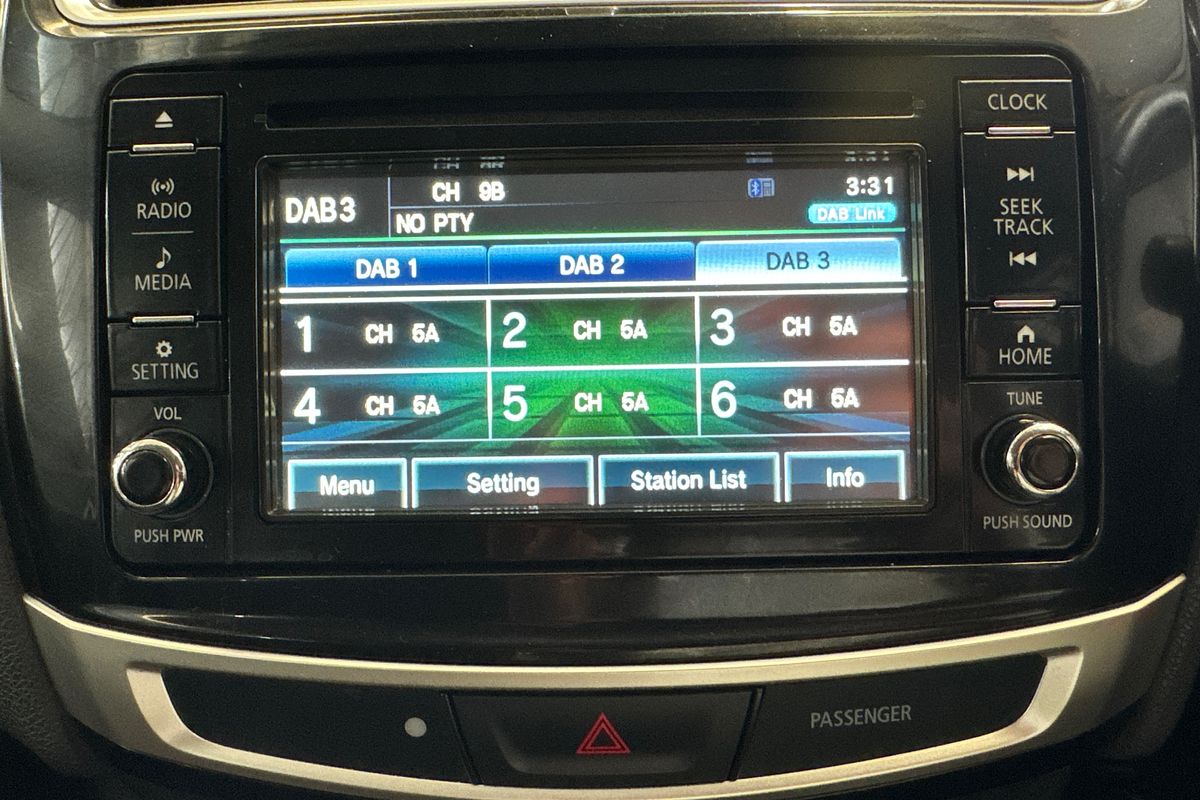 CLOCK
RADIO
MEDIA
SETTING
VOL
PUSH PWR
DAB3
CH 9B
3:31
NO PTY
DAB Link
DAB 1
DAB 2
DAB 3
1 CH 5A
2 CH 5A
3 CH 5A
4 CH 5A
5 CH 5A
6 CH 5A
Menu
Setting
Station List
Info
SEEK
TRACK
HOME
TUNE
PUSH SOUND
PASSENGER